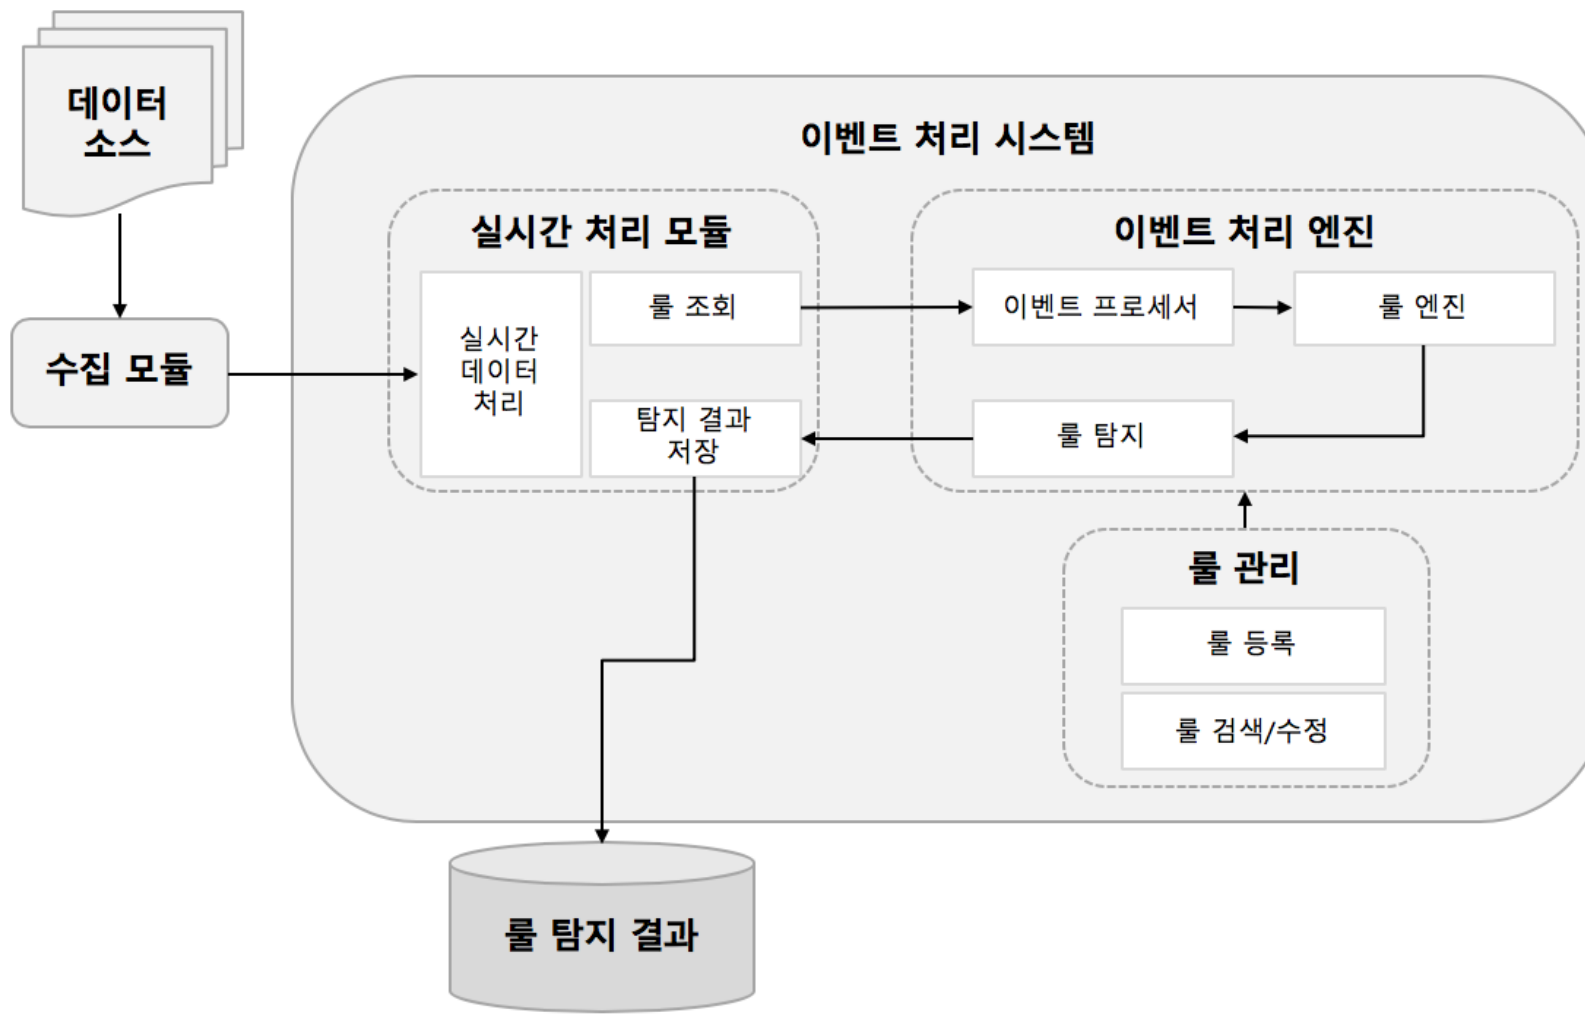 데이터
소스
이벤트 처리 시스템
실시간 처리 모듈
이벤트 처리 엔진
룰 조회
이벤트 프로세서
룰 엔진
실시간
데이터
처리
수집 모듈
탐지 결과
저장
룰 탐지
룰 관리
룰 등록
룰 검색/수정
룰 탐지 결과